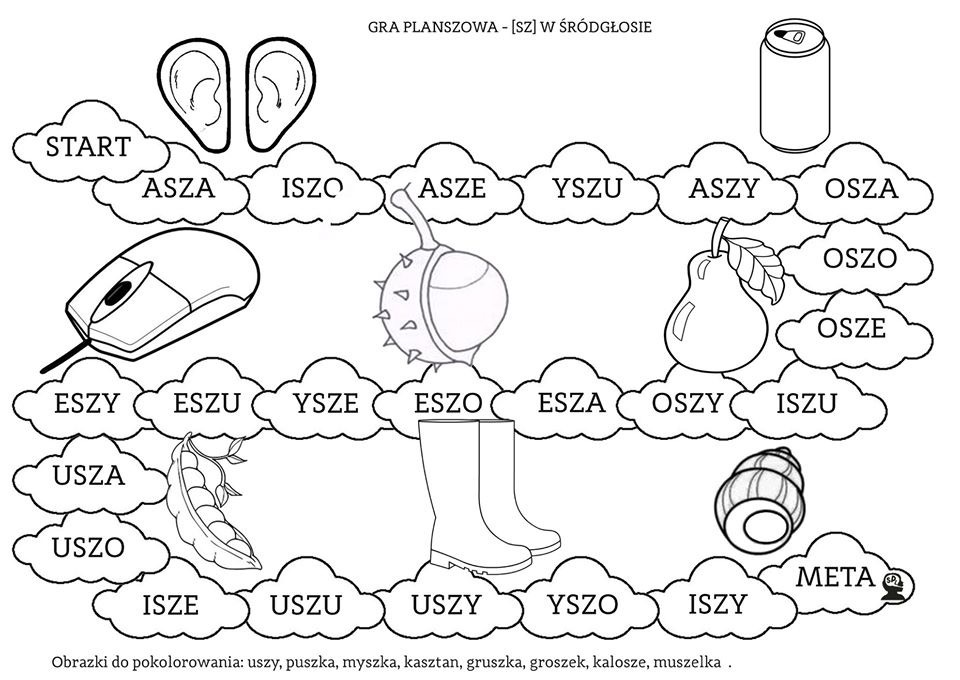 GRA PLANSZOWA - [SZ] W ŚRÓDGŁOSIE
START
ASZA ISZO ASZE YSZU ASZY OSZA
OSZO
OSZE
ESZY ESZU YSZE ESZO ESZA OSZY ISZU
USZA
USZO
ISZE USZU USZY YSZO ISZY META
Obrazki do pokolorowania: uszy, puszka, myszka, kasztan, gruszka, groszek, kalosze, muszelka .